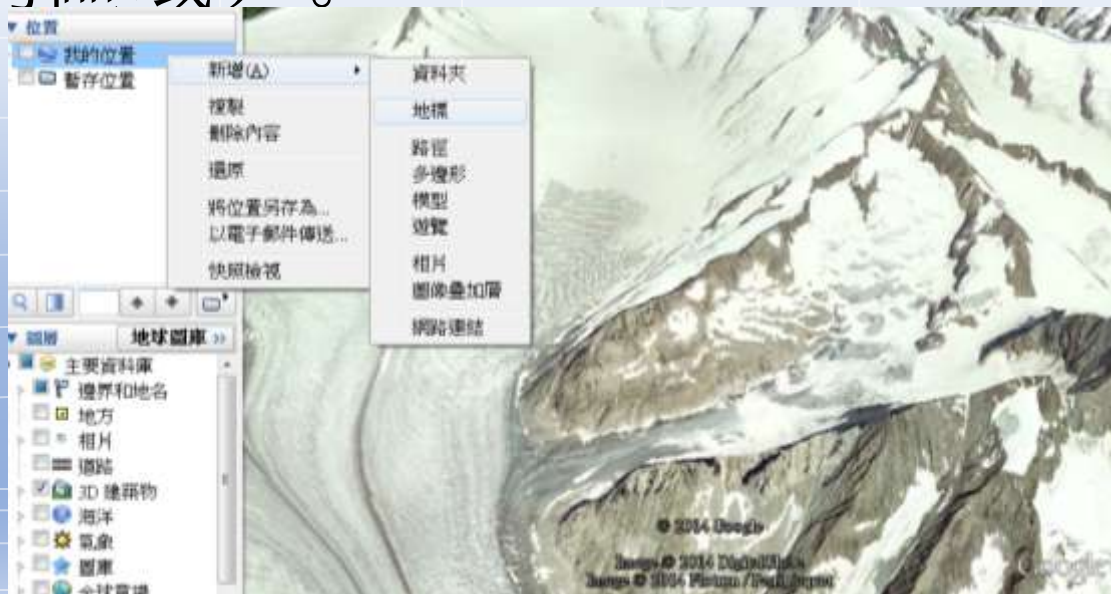 位置
我的位置
暫存位置
新增(A)
複製
刪除內容
還原
將位置另存為...
以電子郵件傳送...
快照檢視
資料夾
地標
路徑
多邊形
模型
遊覽
相片
圖像疊加層
網路連結
圖層
地球圖庫 »
主要資料庫
邊界和地名
地方
相片
道路
3D 建築物
海洋
氣象
圖庫
© 2014 Google
Image © 2014 DigitalGlobe
Image © 2014
Google